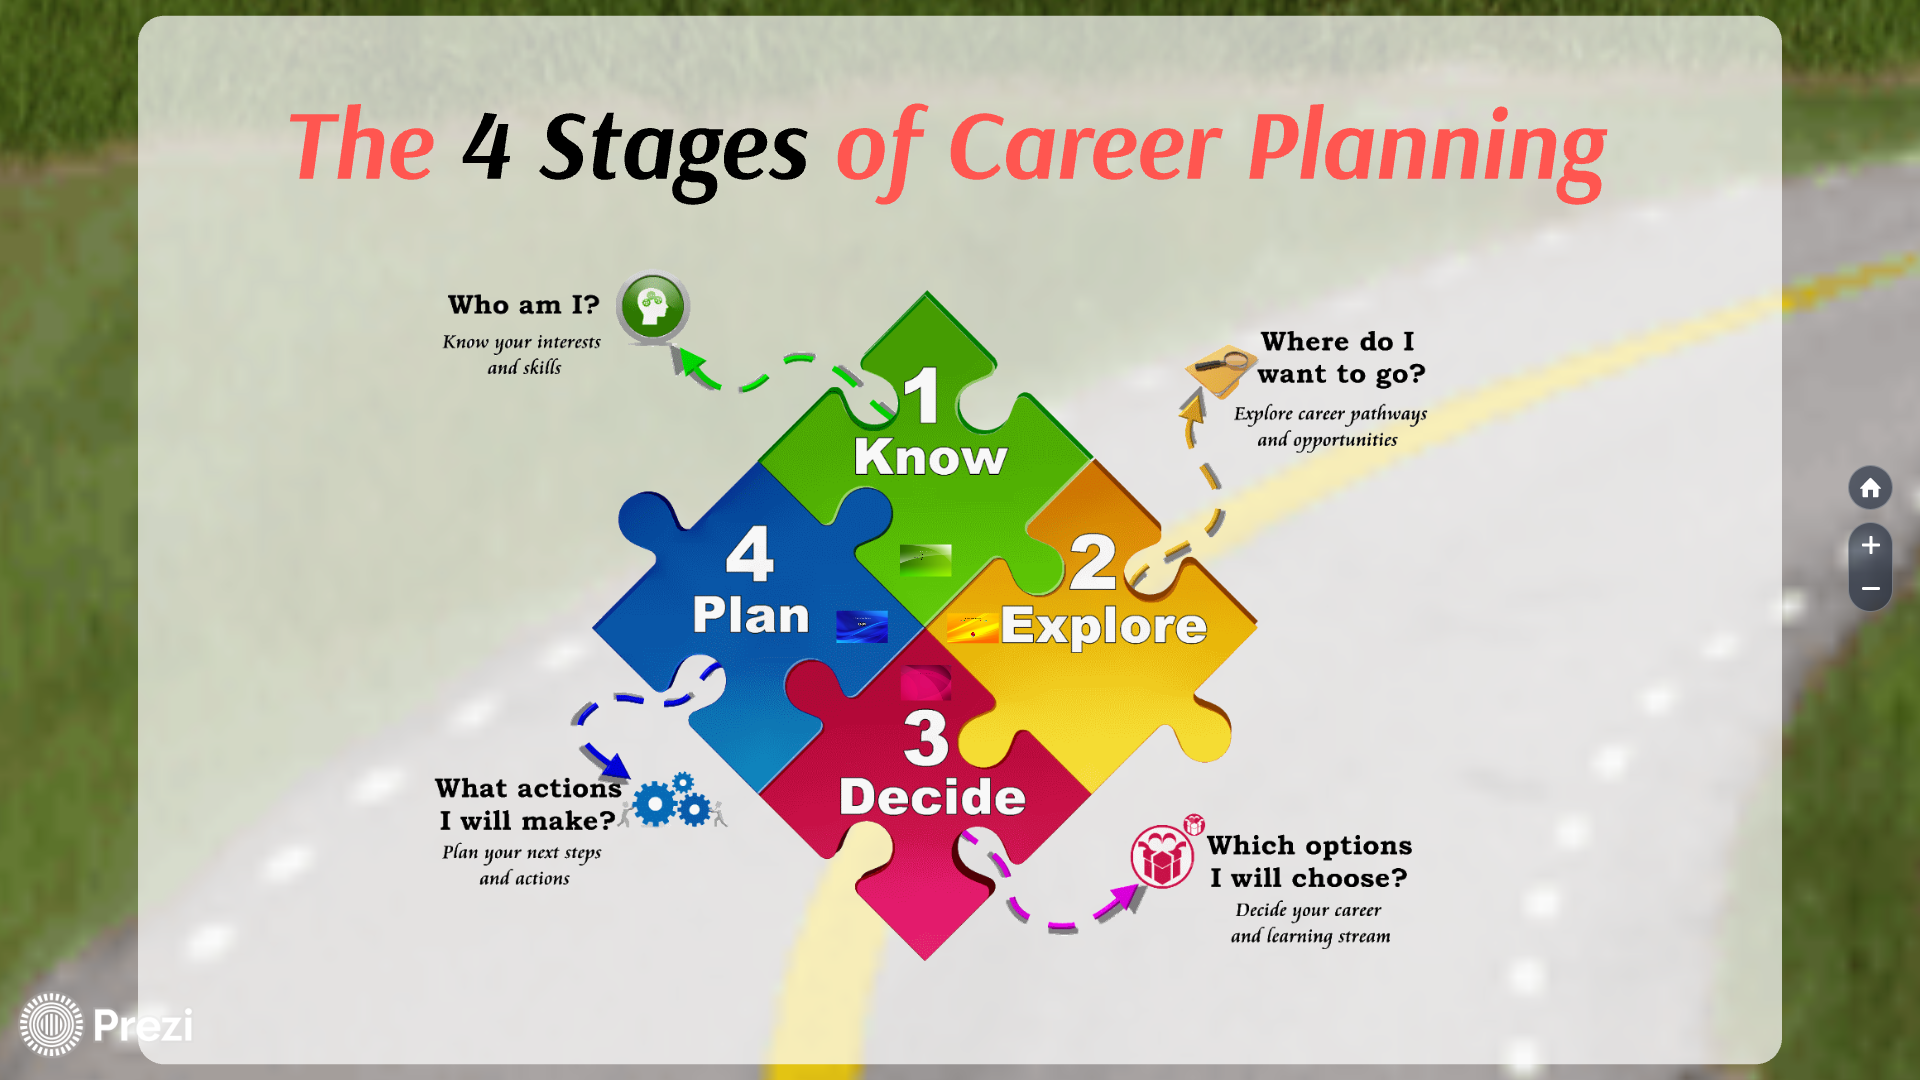 The 4 Stages of Career Planning
Who am I?
Know your interests
and skills
1
Know
Where do I
want to go?
Explore career pathways
and opportunities
2
Explore
4
Plan
3
Decide
What actions
I will make?
Plan your next steps
and actions
Which options
I will choose?
Decide your career
and learning stream
Prezi